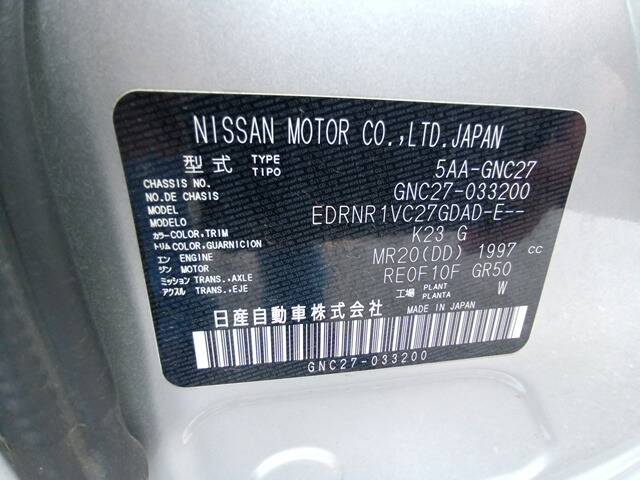 NISSAN MOTOR CO.,LTD.JAPAN
型式 TYPE TIPO 5AA-GNC27
CHASSIS NO. NO.DE CHASIS GNC27-033200
MODEL MODELO EDRNR1VC27GDAD-E--
カラー COLOR,TRIM トリム COLOR,GUARNICION K23 G
エン ENGINE ジン MOTOR MR20(DD) 1997 cc
ミッション TRANS.,AXLE アクスル TRANS.,EJE RE0F10F GR50
工場 PLANT PLANTA W
日産自動車株式会社 MADE IN JAPAN
GNC27-033200